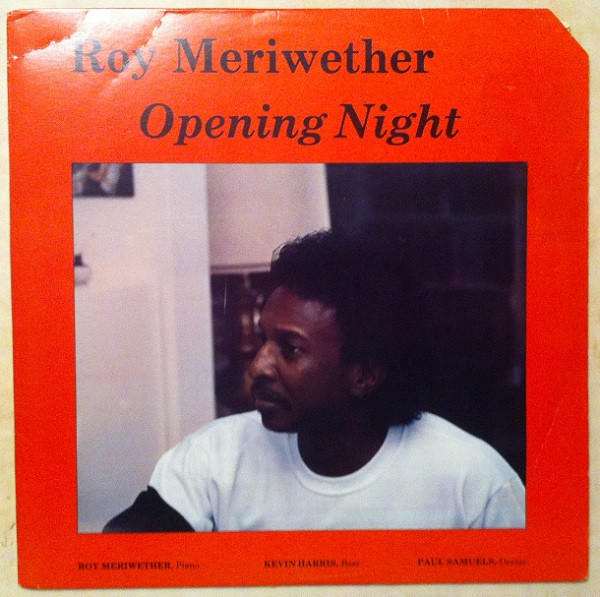 Roy Meriwether
Opening Night
ROY MERIWETHER, Piano
KEVIN HARRIS, Bass
PAUL SAMUELS, Drums